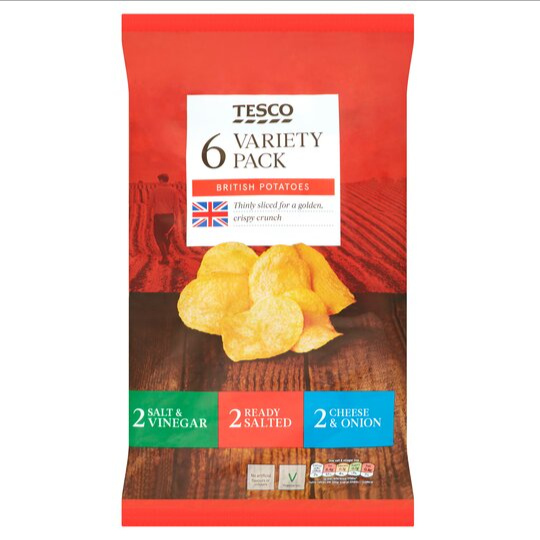 TESCO
6 VARIETY
PACK
BRITISH POTATOES
Thinly sliced for a golden,
crispy crunch
2 SALT &
VINEGAR
2 READY
SALTED
2 CHEESE
& ONION
V